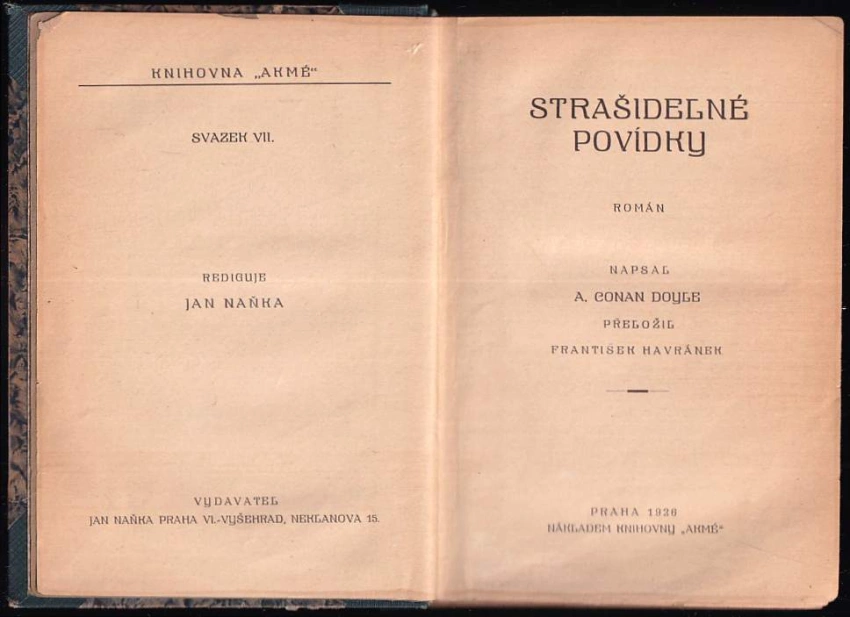 KNIHOVNA „AKMÉ“
SVAZEK VII.
REDIGUJE
JAN NAŇKA
VYDAVATEL
JAN NAŇKA PRAHA VI.-VYŠEHRAD, NEKLANOVA 15.
STRAŠIDELNÉ
POVÍDKY
ROMÁN
NAPSAL
A. CONAN DOYLE
PŘELOŽIL
FRANTIŠEK HAVRÁNEK
PRAHA 1926
NÁKLADEM KNIHOVNY „AKMÉ“